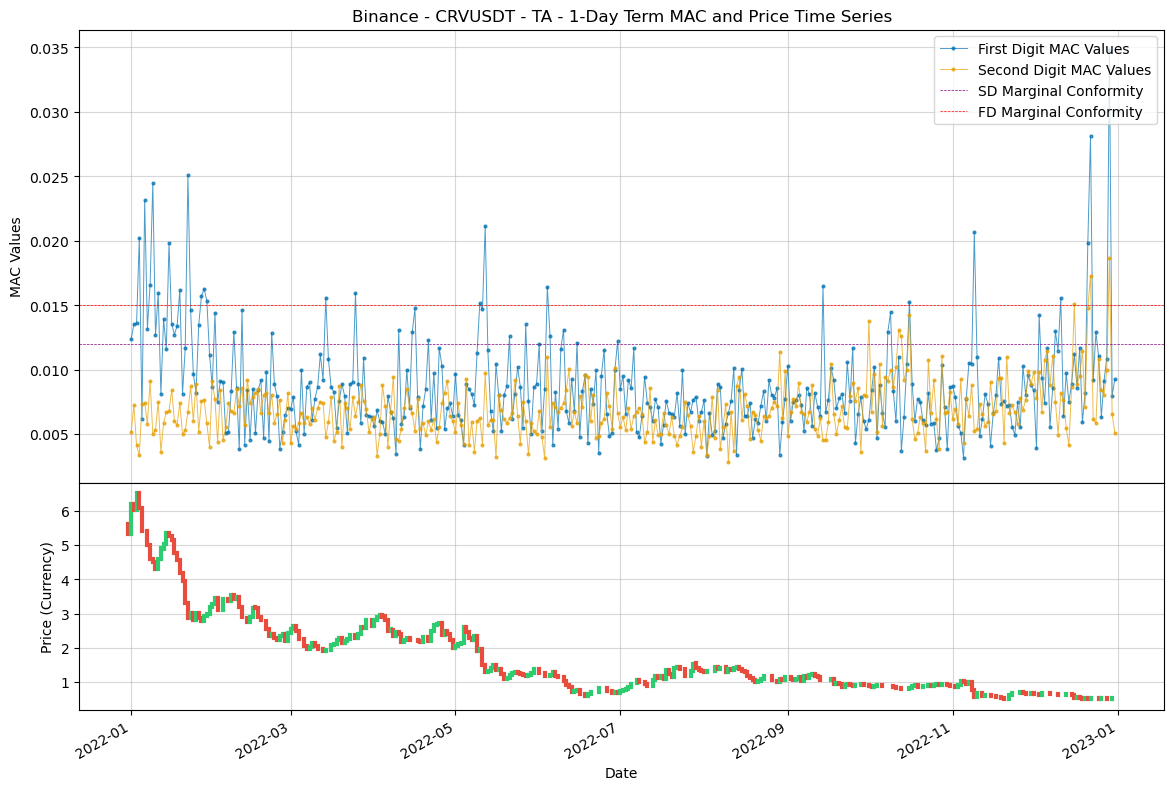 Binance - CRVUSDT - TA - 1-Day Term MAC and Price Time Series
First Digit MAC Values
Second Digit MAC Values
SD Marginal Conformity
FD Marginal Conformity
MAC Values
0.035
0.030
0.025
0.020
0.015
0.010
0.005
Price (Currency)
6
5
4
3
2
1
2022-01
2022-03
2022-05
2022-07
2022-09
2022-11
2023-01
Date